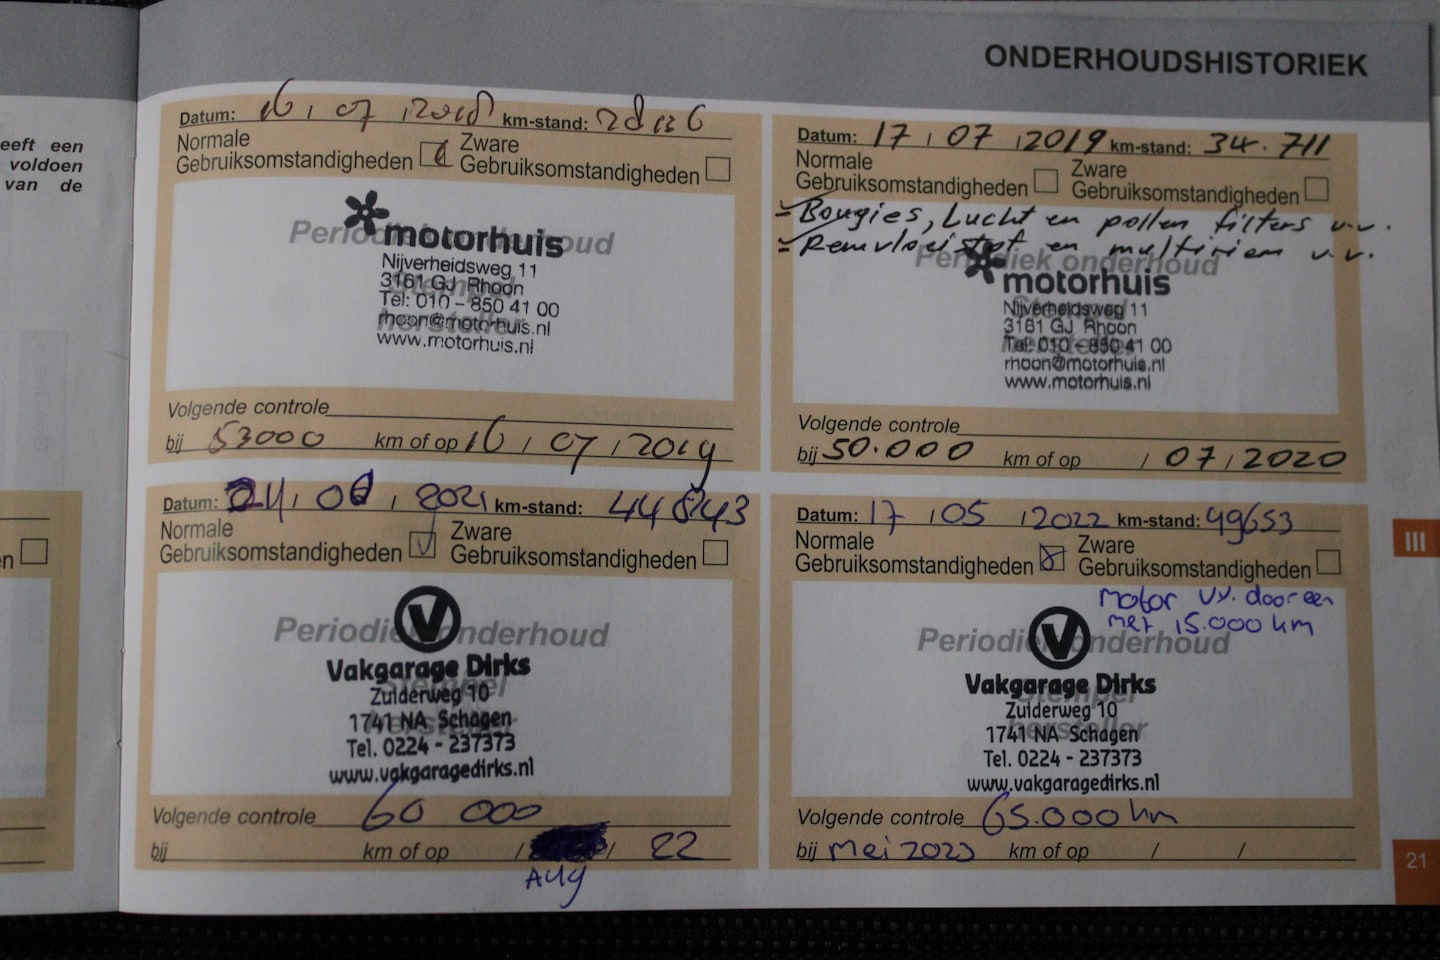 ONDERHOUDSHISTORIEK
eeft een
voldoen
van de
Datum: 16 / 07 / 2018 km-stand:
Normale
Gebruiksomstandigheden
Zware
Gebruiksomstandigheden
Periodiek onderhoud
motorhuis
Nijverheidsweg 11
3161 GJ Rhoon
Tel: 010 - 850 41 00
rhoon@motorhuis.nl
www.motorhuis.nl
Volgende controle
bij 53000 km of op 16 / 07 / 2019
Datum: 17 / 07 / 2019 km-stand: 34.711
Normale
Gebruiksomstandigheden
Zware
Gebruiksomstandigheden
- Bougies, Lucht en pollen filters v.v.
- Remvloeistof en multiriem v.v.
Periodiek onderhoud
motorhuis
Nijverheidsweg 11
3161 GJ Rhoon
Tel: 010 - 850 41 00
rhoon@motorhuis.nl
www.motorhuis.nl
Volgende controle
bij 50.000 km of op / 07 / 2020
Datum: / / 2021 km-stand: 44843
Normale
Gebruiksomstandigheden
Zware
Gebruiksomstandigheden
Periodiek onderhoud
V
Stempel
hersteller
Vakgarage Dirks
Zuiderweg 10
1741 NA Schagen
Tel. 0224 - 237373
www.vakgaragedirks.nl
Volgende controle 60 000
bij km of op / / 22
Aug
Datum: 17 / 05 / 2022 km-stand: 49653
Normale
Gebruiksomstandigheden
Zware
Gebruiksomstandigheden
motor v.v. door een
met 15.000 km
Periodiek onderhoud
V
Stempel
hersteller
Vakgarage Dirks
Zuiderweg 10
1741 NA Schagen
Tel. 0224 - 237373
www.vakgaragedirks.nl
Volgende controle 65.000 km
bij mei 2023 km of op / /
III
21